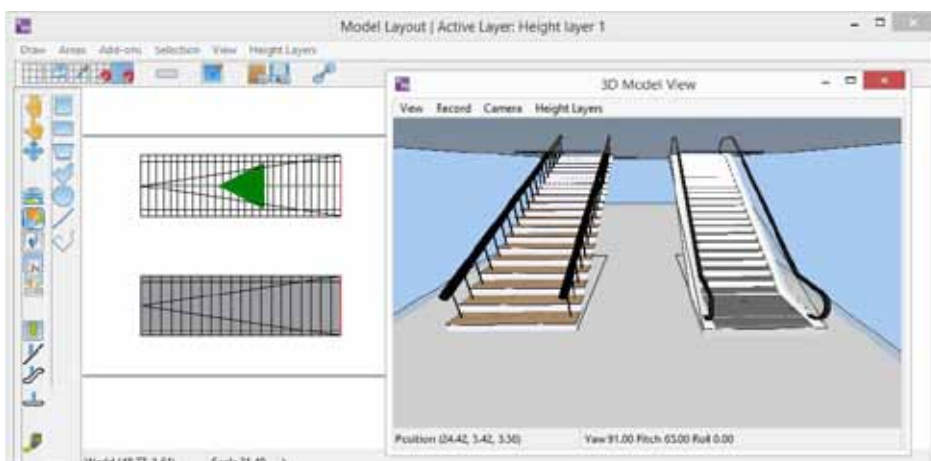 Model Layout | Active Layer: Height layer 1
Draw Areas Add-ons Selection View Height Layers
3D Model View
View Record Camera Height Layers
Position (24.42, 3.42, 3.30) Yaw 91.00 Pitch 65.00 Roll 0.00